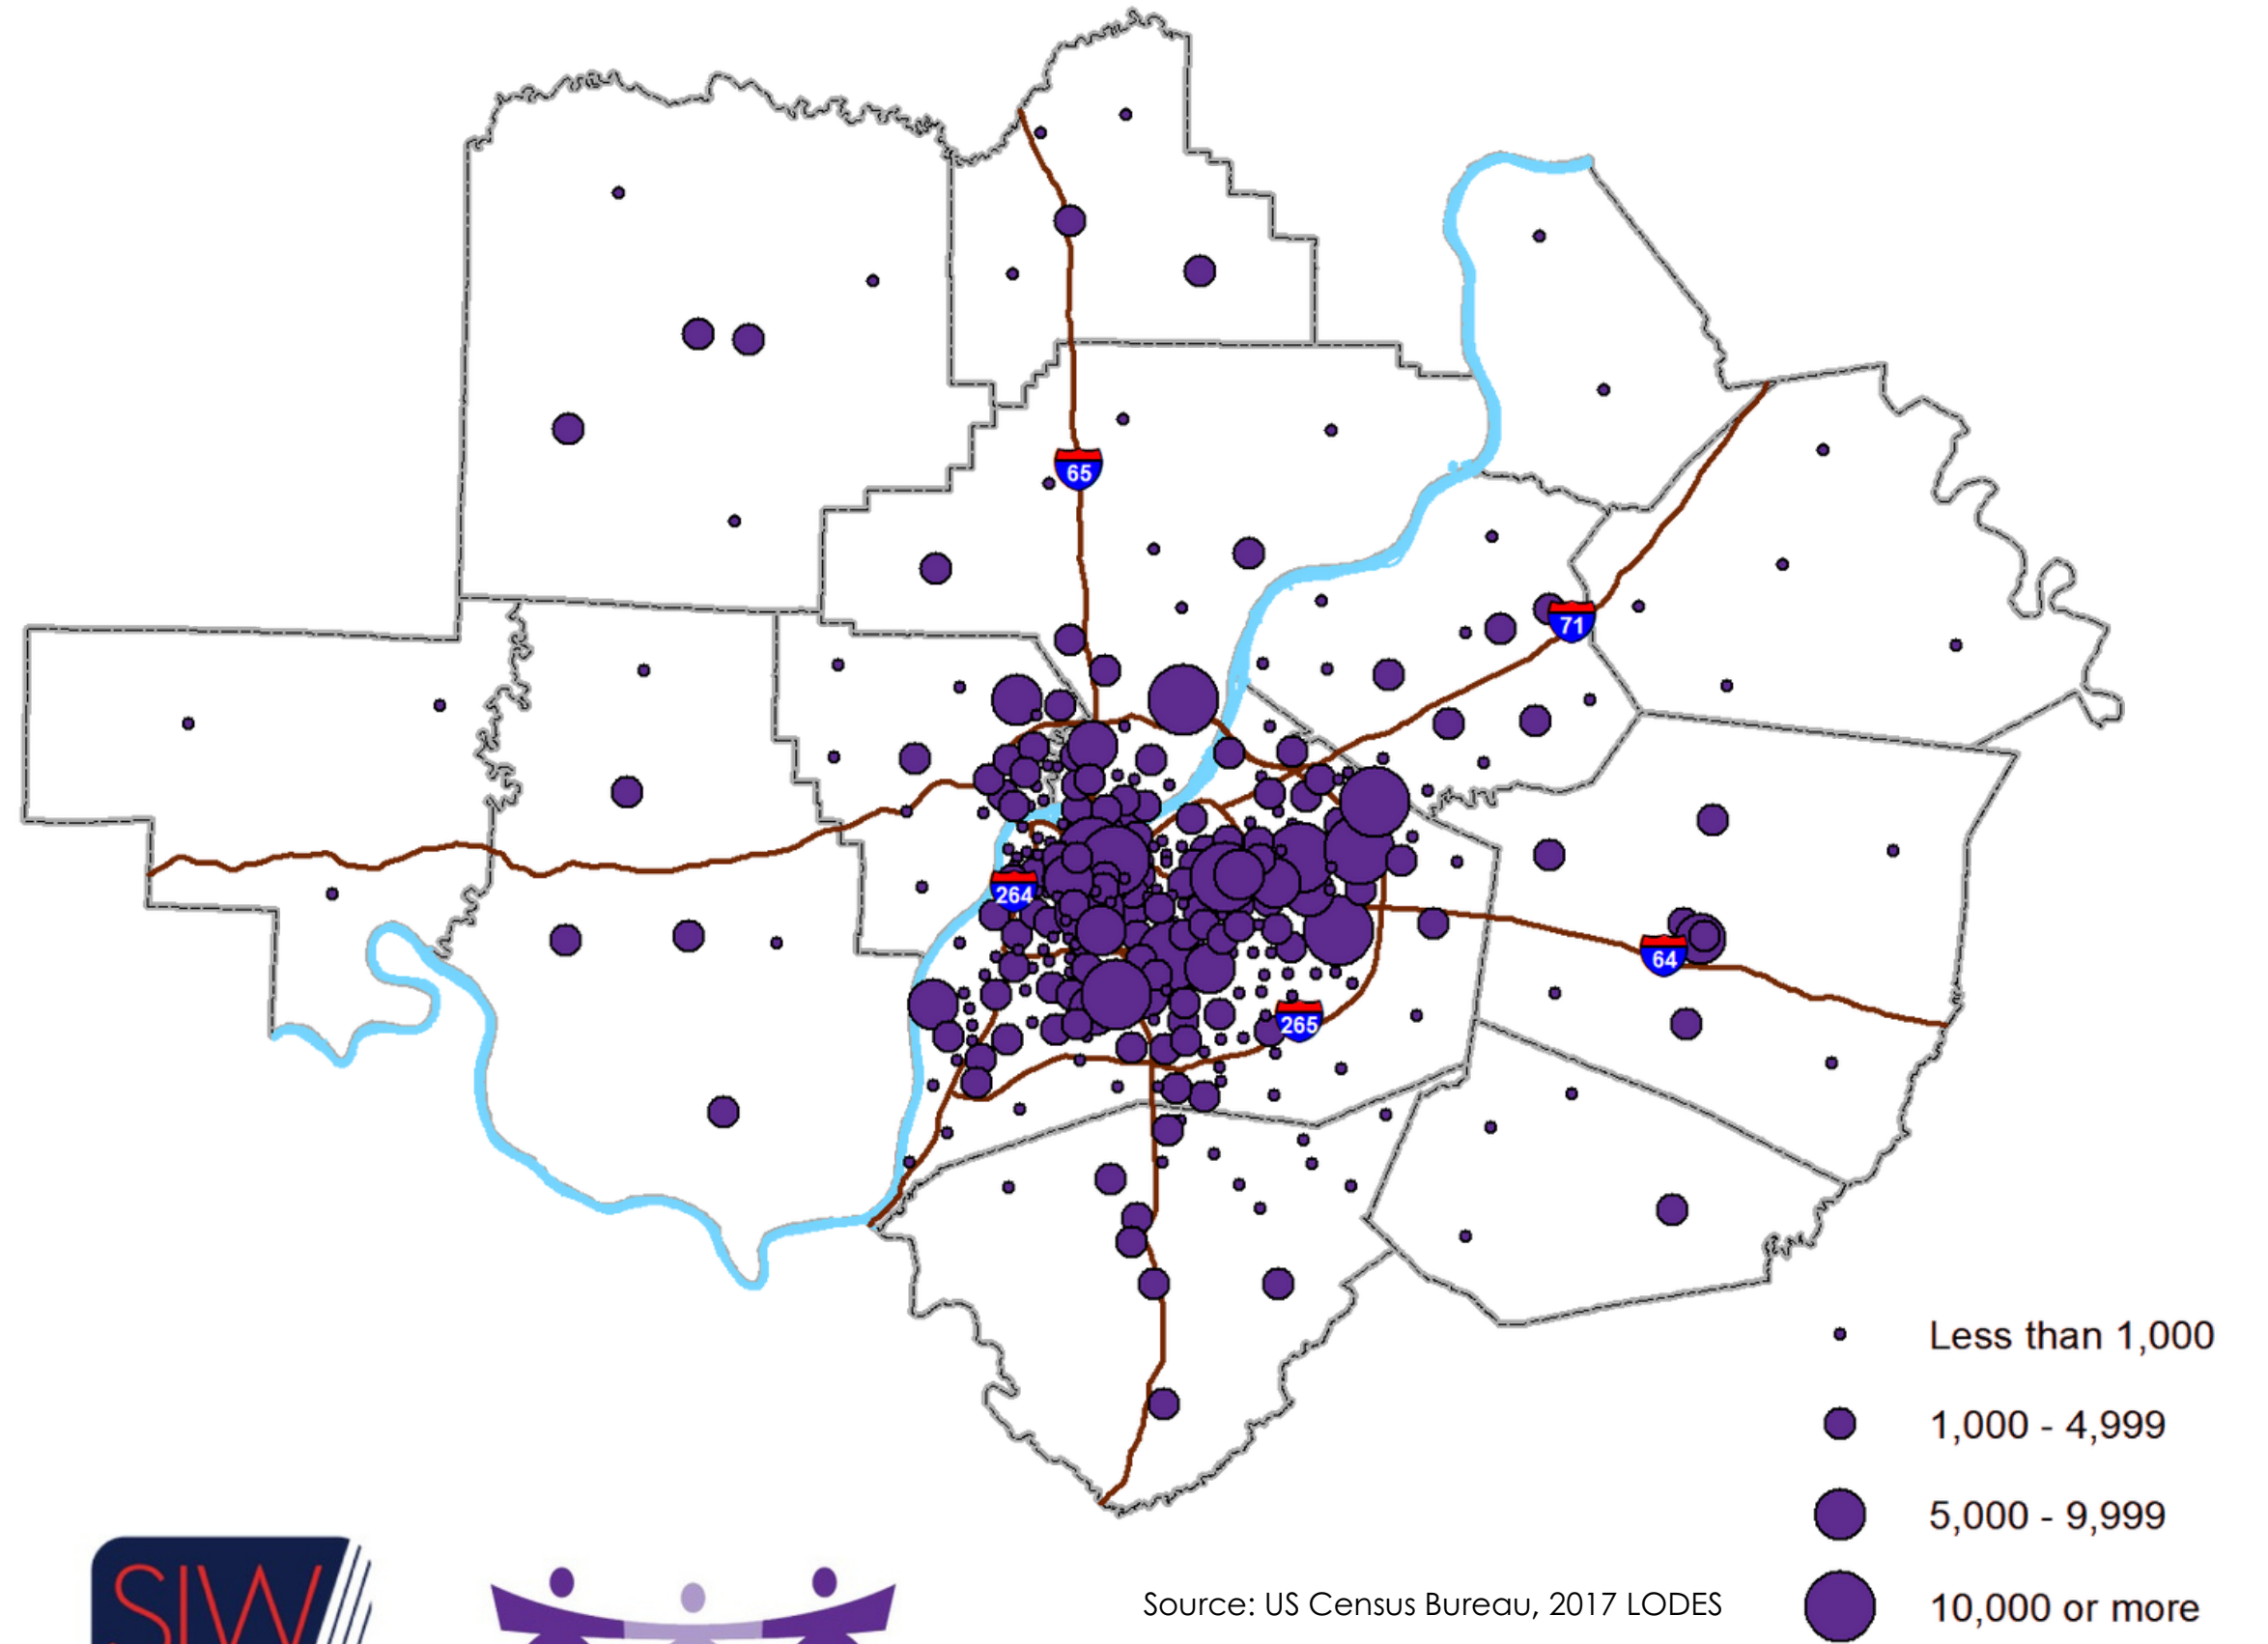 65
71
264
64
265
Less than 1,000
1,000 - 4,999
5,000 - 9,999
10,000 or more
Source: US Census Bureau, 2017 LODES
SIW